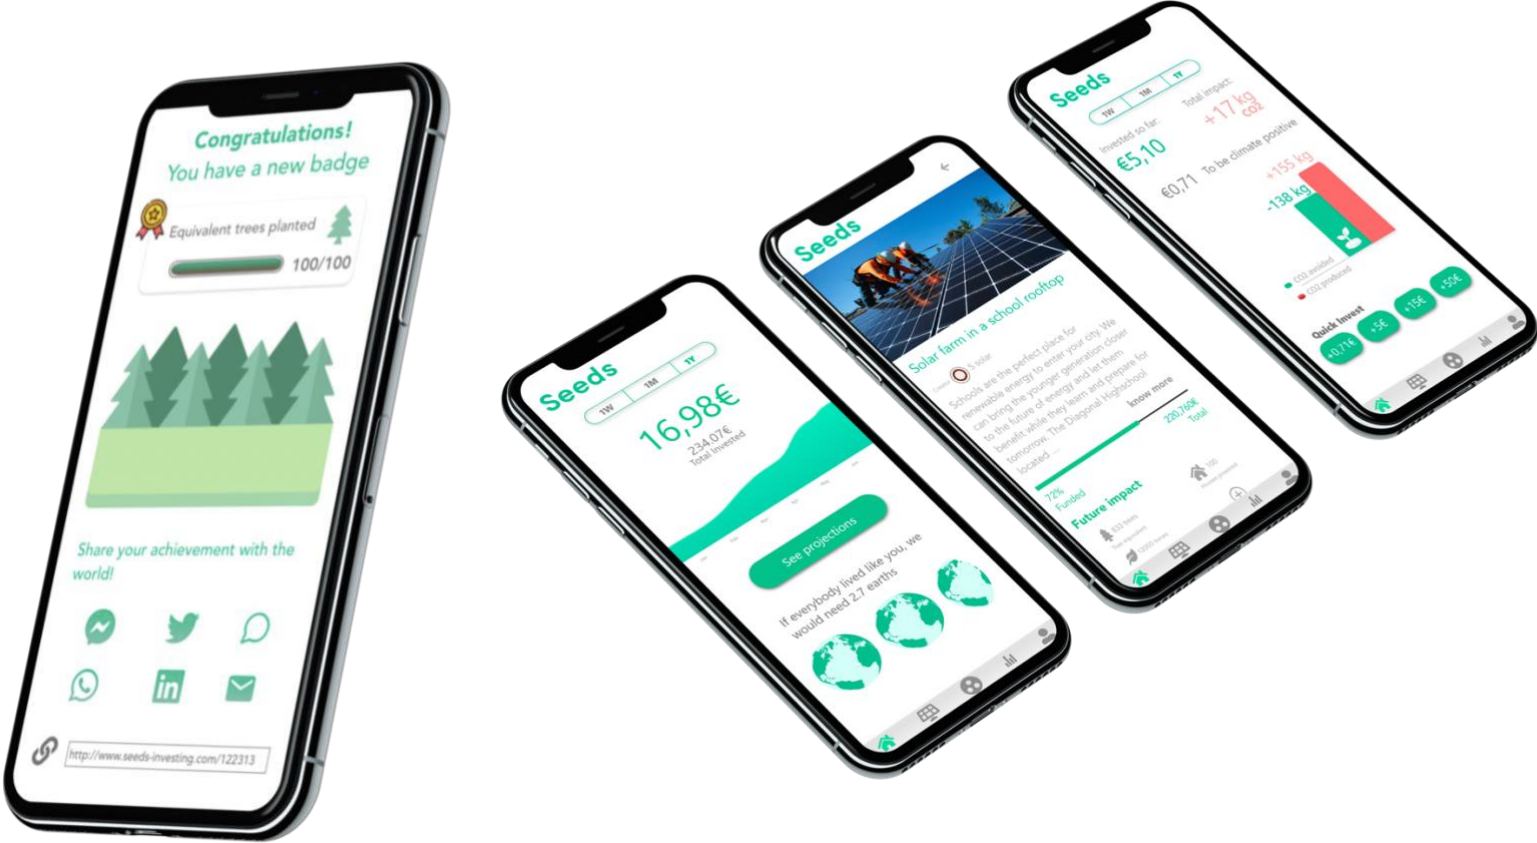 Congratulations!
You have a new badge
Equivalent trees planted
100/100
Share your achievement with the
world!
http://www.seeds-investing.com/122313
Seeds
1W
1M
1Y
16,98€
234.07€
Total Invested
See projections
If everybody lived like you, we
would need 2.7 earths
Seeds
Solar farm in a school rooftop
S solar
Schools are the perfect place for
renewable energy to enter your city. We
can bring the younger generation closer
to the future of energy and let them
benefit while they learn and prepare for
tomorrow. The Diagonal Highschool
located ...
know more
72%
Funded
220,760€
Total
Future impact
833 trees
Tree equivalent
100
Seeds
1W
1M
1Y
Invested so far:
€5,10
Total impact:
+17 kg
CO2
€0,71 To be climate positive
+155 kg
-138 kg
CO2 avoided
CO2 produced
Quick Invest
+0,71€
+5€
+15€
+50€